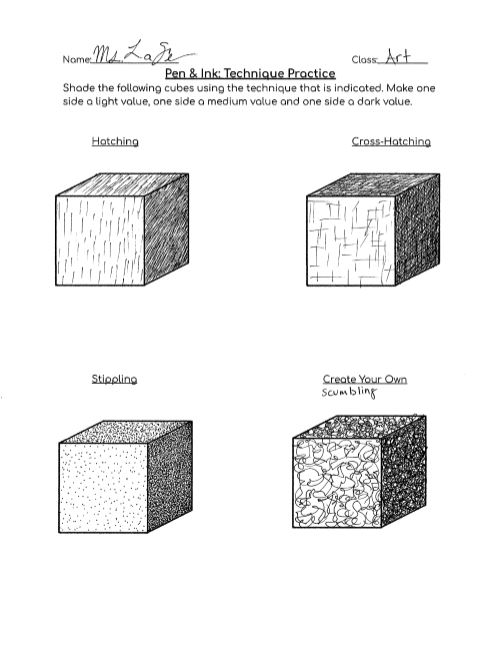 Name: Ms. LaFe Class: Art
Pen & Ink: Technique Practice
Shade the following cubes using the technique that is indicated. Make one
side a light value, one side a medium value and one side a dark value.
Hatching Cross-Hatching
Stippling Create Your Own
scumbling